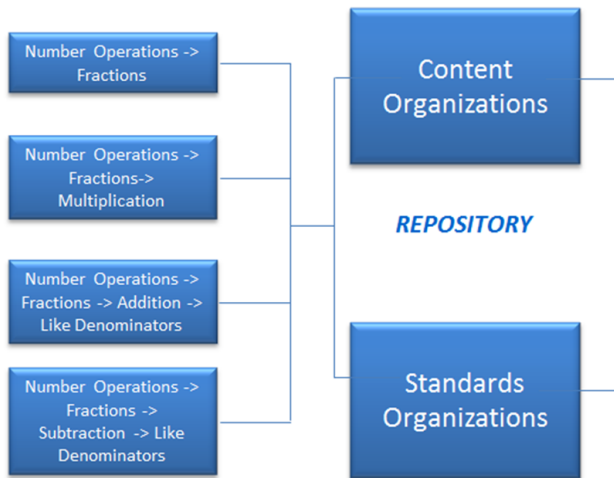 Number Operations ->
Fractions
Number Operations ->
Fractions->
Multiplication
Number Operations ->
Fractions -> Addition ->
Like Denominators
Number Operations ->
Fractions ->
Subtraction -> Like
Denominators
Content
Organizations
REPOSITORY
Standards
Organizations